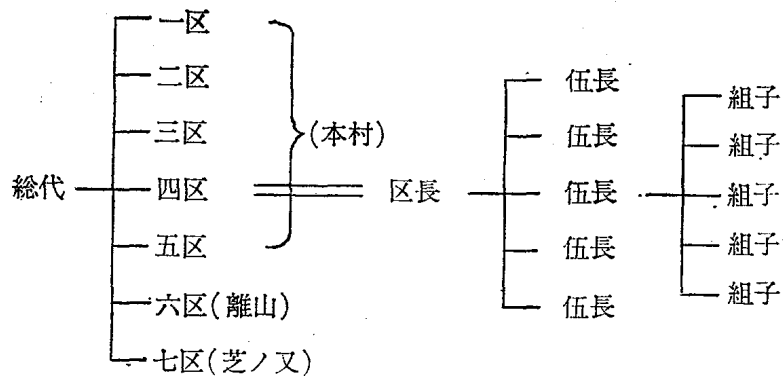 総代
一区
二区
三区
四区
五区
六区(離山)
七区(芝ノ又)
(本村)
区長
伍長
伍長
伍長
伍長
伍長
組子
組子
組子
組子
組子